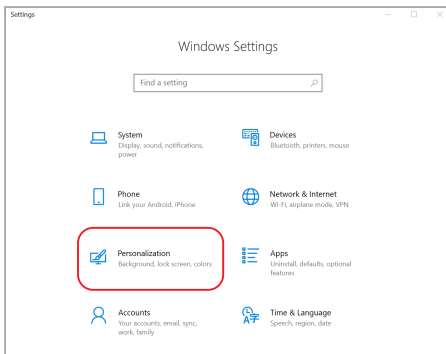 Settings
Windows Settings
Find a setting
System
Display, sound, notifications,
power
Devices
Bluetooth, printers, mouse
Phone
Link your Android, iPhone
Network & Internet
Wi-Fi, airplane mode, VPN
Personalization
Background, lock screen, colors
Apps
Uninstall, defaults, optional
features
Accounts
Your accounts, email, sync,
work, family
Time & Language
Speech, region, date